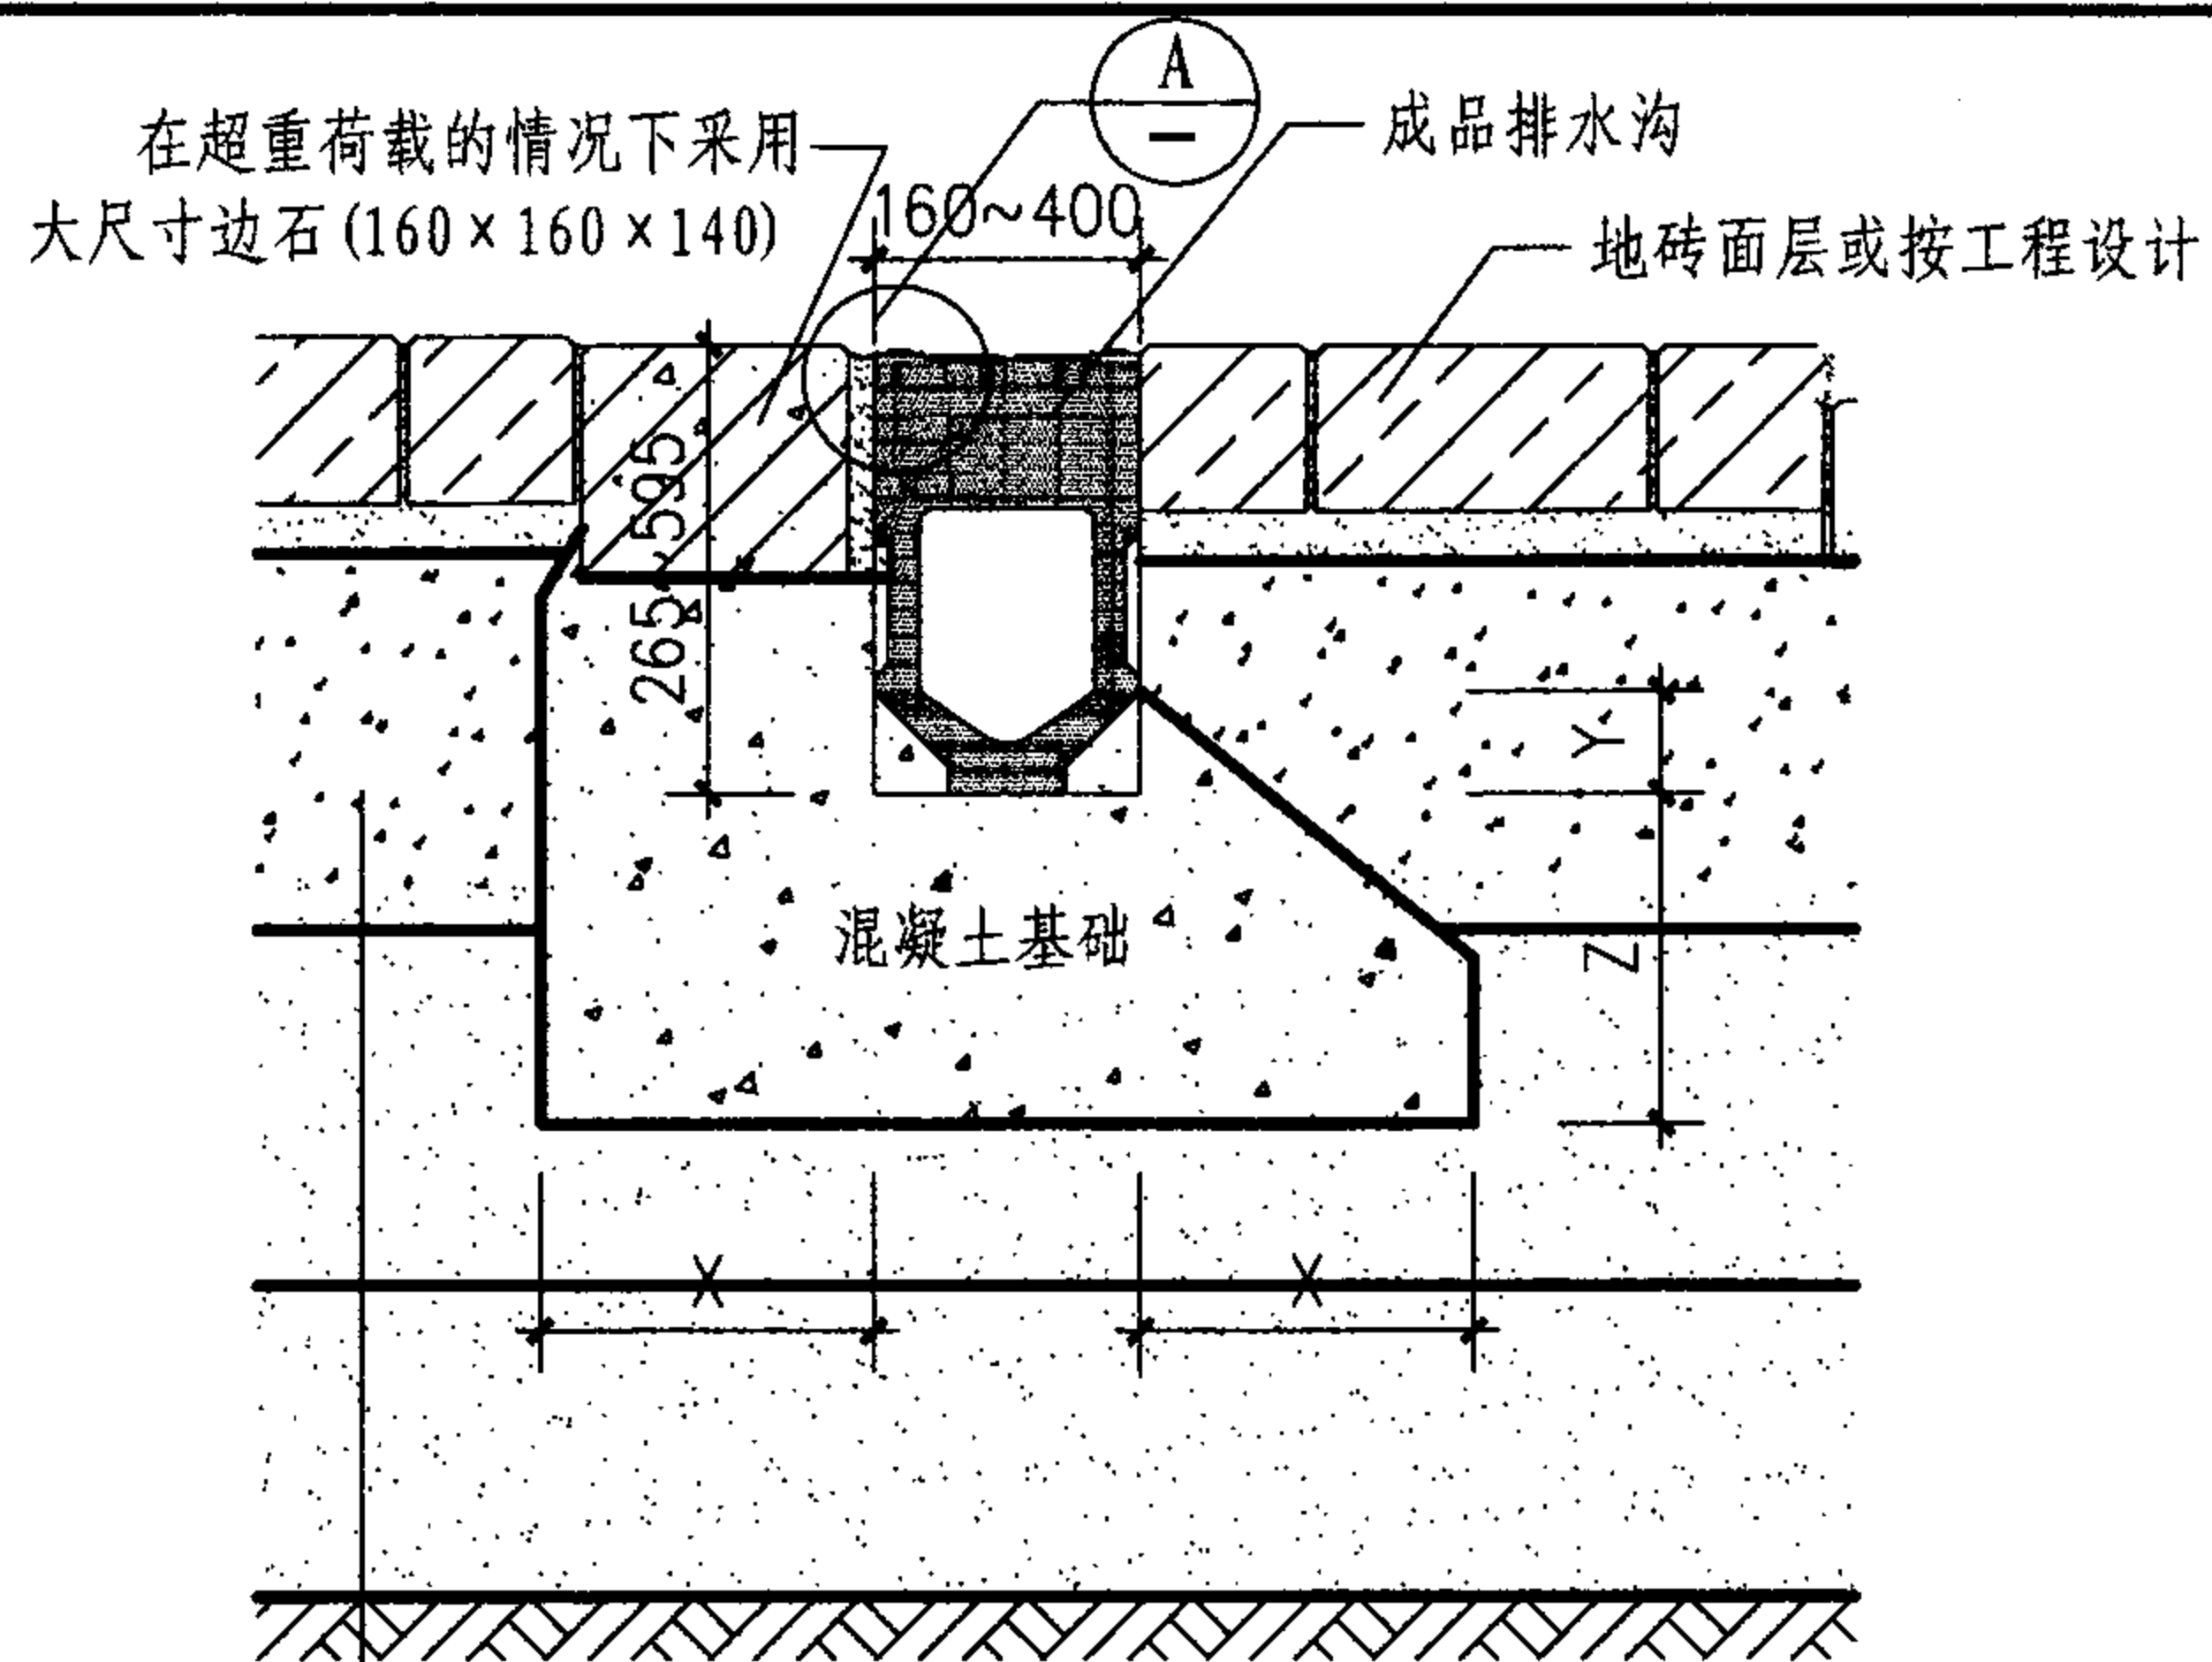 A
在超重荷载的情况下采用
大尺寸边石(160×160×140)
成品排水沟
160~400
地砖面层或按工程设计
265~595
Y
混凝土基础
Z
X
X